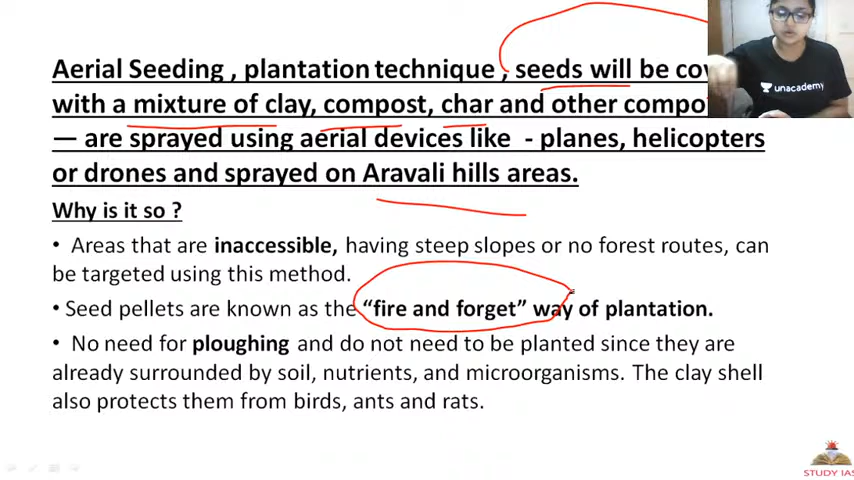 Aerial Seeding , plantation technique , seeds will be
with a mixture of clay, compost, char and other
— are sprayed using aerial devices like - planes, helicopters
or drones and sprayed on Aravali hills areas.
Why is it so ?
• Areas that are inaccessible, having steep slopes or no forest routes, can
be targeted using this method.
• Seed pellets are known as the “fire and forget” way of plantation.
• No need for ploughing and do not need to be planted since they are
already surrounded by soil, nutrients, and microorganisms. The clay shell
also protects them from birds, ants and rats.
unacademy
STUDY IAS